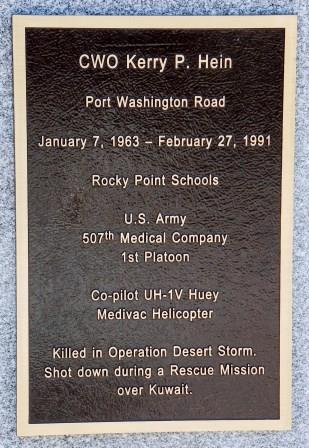 CWO Kerry P. Hein
Port Washington Road
January 7, 1963 – February 27, 1991
Rocky Point Schools
U.S. Army
507th Medical Company
1st Platoon
Co-pilot UH-1V Huey
Medivac Helicopter
Killed in Operation Desert Storm.
Shot down during a Rescue Mission
over Kuwait.